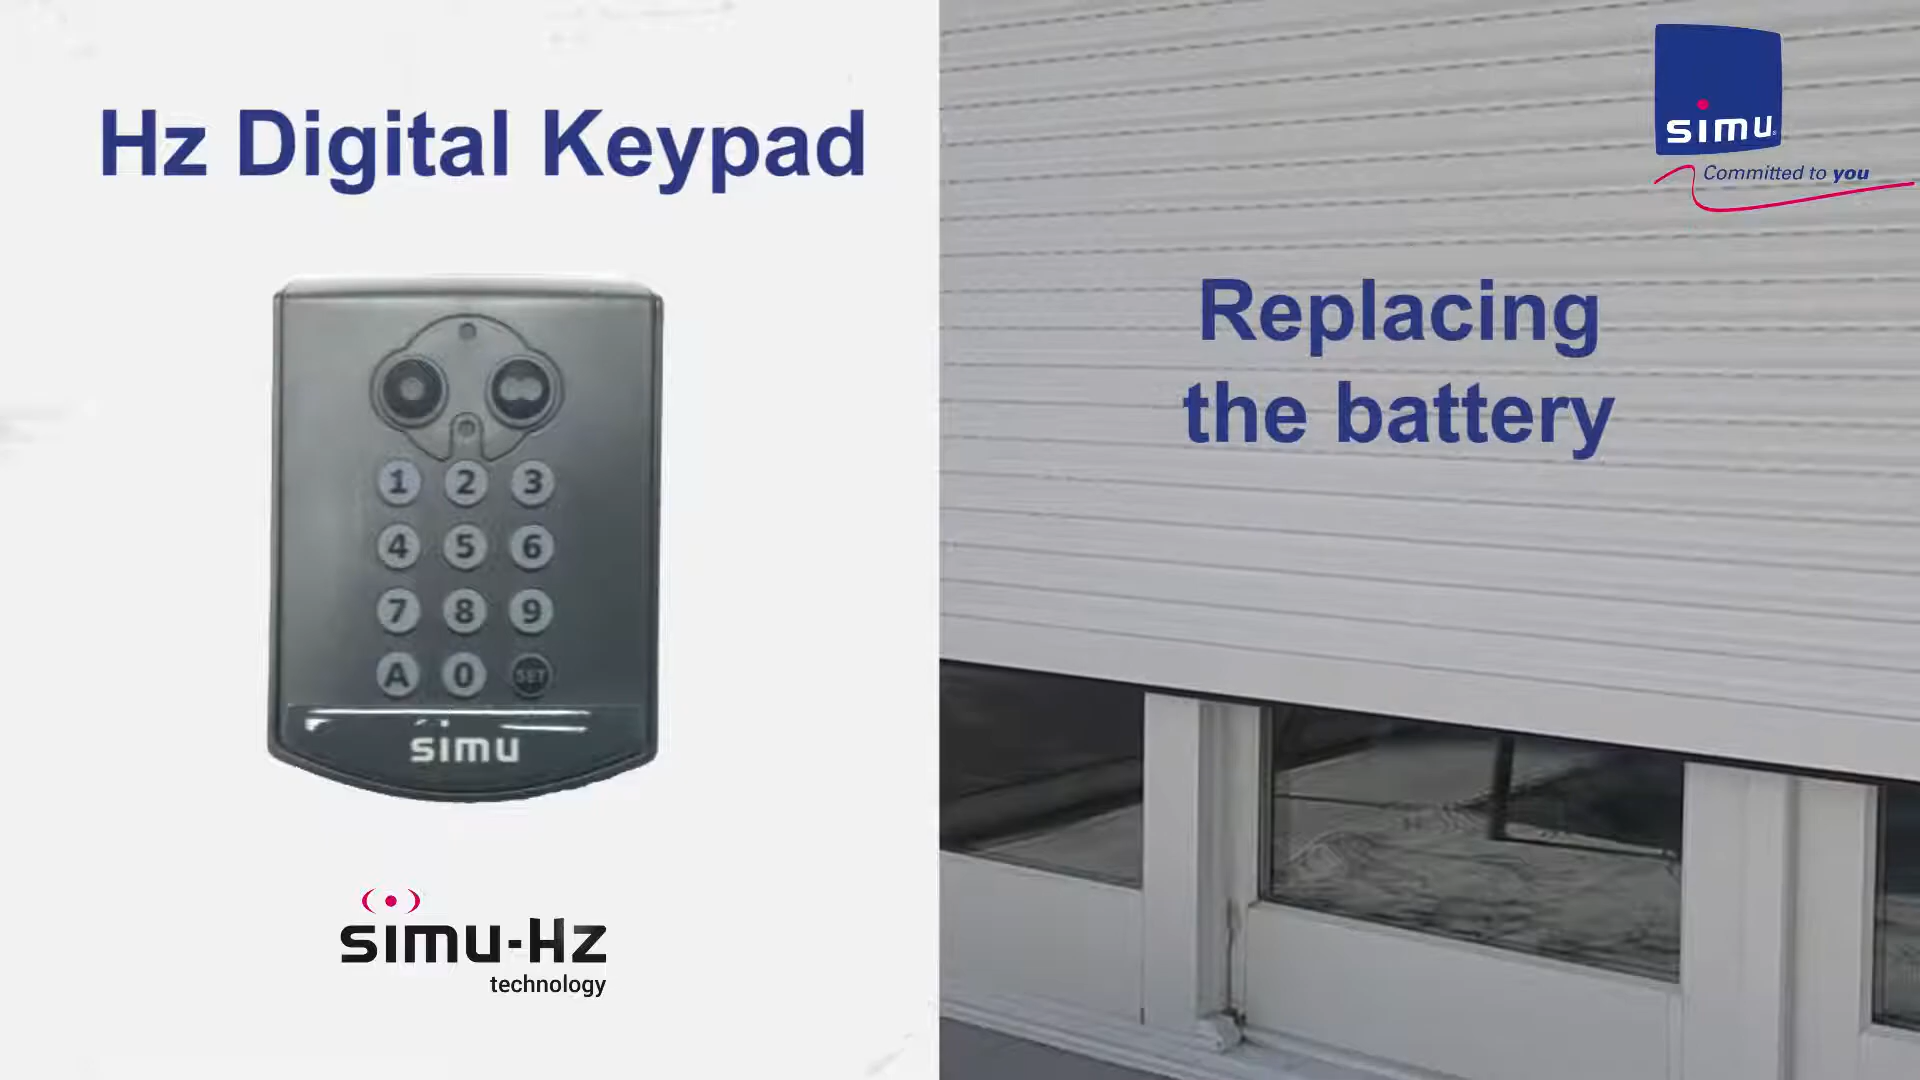 Hz Digital Keypad
1 2 3
4 5 6
7 8 9
A 0 SET
simu
simu-Hz
technology
simu
Committed to you
Replacing
the battery